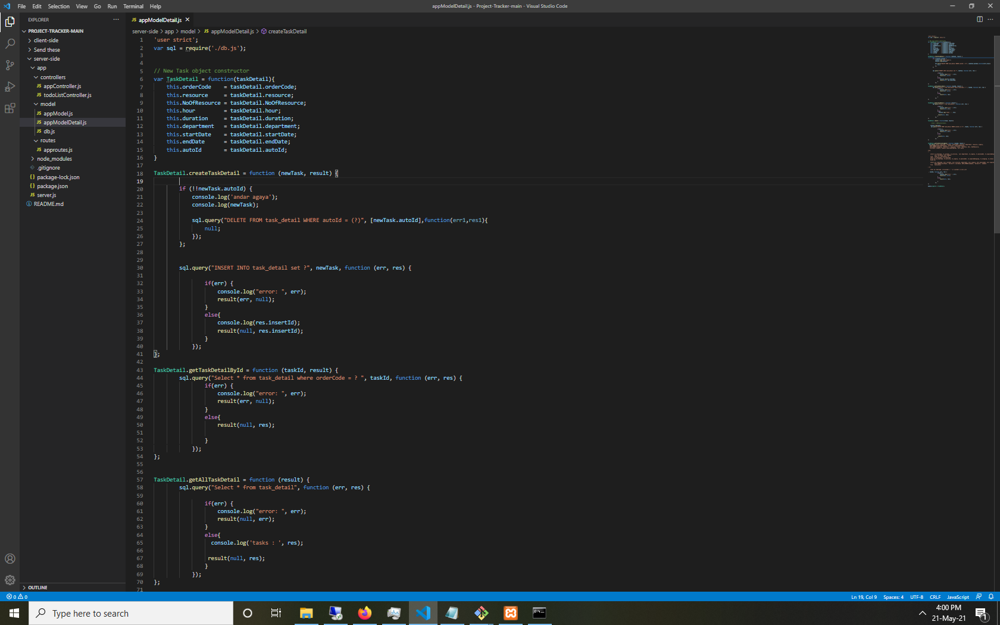 File Edit Selection View Go Run Terminal Help
appModelDetail.js - Project-Tracker-main - Visual Studio Code
EXPLORER
PROJECT-TRACKER-MAIN
client-side
Send these
server-side
app
controllers
JS appController.js
JS todoListController.js
model
JS appModel.js
JS appModelDetail.js
JS db.js
routes
JS approutes.js
node_modules
.gitignore
{} package-lock.json
{} package.json
JS server.js
README.md
OUTLINE
JS appModelDetail.js
server-side > app > model > JS appModelDetail.js > createTaskDetail
1 'user strict';
2 var sql = require('./db.js');
3
4
5 // New Task object constructor
6 var TaskDetail = function(taskDetail){
7 this.orderCode = taskDetail.orderCode;
8 this.resource = taskDetail.resource;
9 this.NoOfResource = taskDetail.NoOfResource;
10 this.hour = taskDetail.hour;
11 this.duration = taskDetail.duration;
12 this.department = taskDetail.department;
13 this.startDate = taskDetail.startDate;
14 this.endDate = taskDetail.endDate;
15 this.autoId = taskDetail.autoId;
16 }
17
18 TaskDetail.createTaskDetail = function (newTask, result) {
19
20 if (!!newTask.autoId) {
21 console.log('andar agaya');
22 console.log(newTask);
23
24 sql.query("DELETE FROM task_detail WHERE autoId = (?)", [newTask.autoId],function(err1,res1){
25 null;
26 });
27 };
28
29
30 sql.query("INSERT INTO task_detail set ?", newTask, function (err, res) {
31
32 if(err) {
33 console.log("error: ", err);
34 result(err, null);
35 }
36 else{
37 console.log(res.insertId);
38 result(null, res.insertId);
39 }
40 });
41 };
42
43 TaskDetail.getTaskDetailById = function (taskId, result) {
44 sql.query("Select * from task_detail where orderCode = ? ", taskId, function (err, res) {
45 if(err) {
46 console.log("error: ", err);
47 result(err, null);
48 }
49 else{
50 result(null, res);
51
52 }
53 });
54 };
55
56
57 TaskDetail.getAllTaskDetail = function (result) {
58 sql.query("Select * from task_detail", function (err, res) {
59
60 if(err) {
61 console.log("error: ", err);
62 result(null, err);
63 }
64 else{
65 console.log('tasks : ', res);
66
67 result(null, res);
68 }
69 });
70 };
71
0 0
Ln 19, Col 9 Spaces: 4 UTF-8 CRLF JavaScript
Type here to search
4:00 PM
21-May-21
1